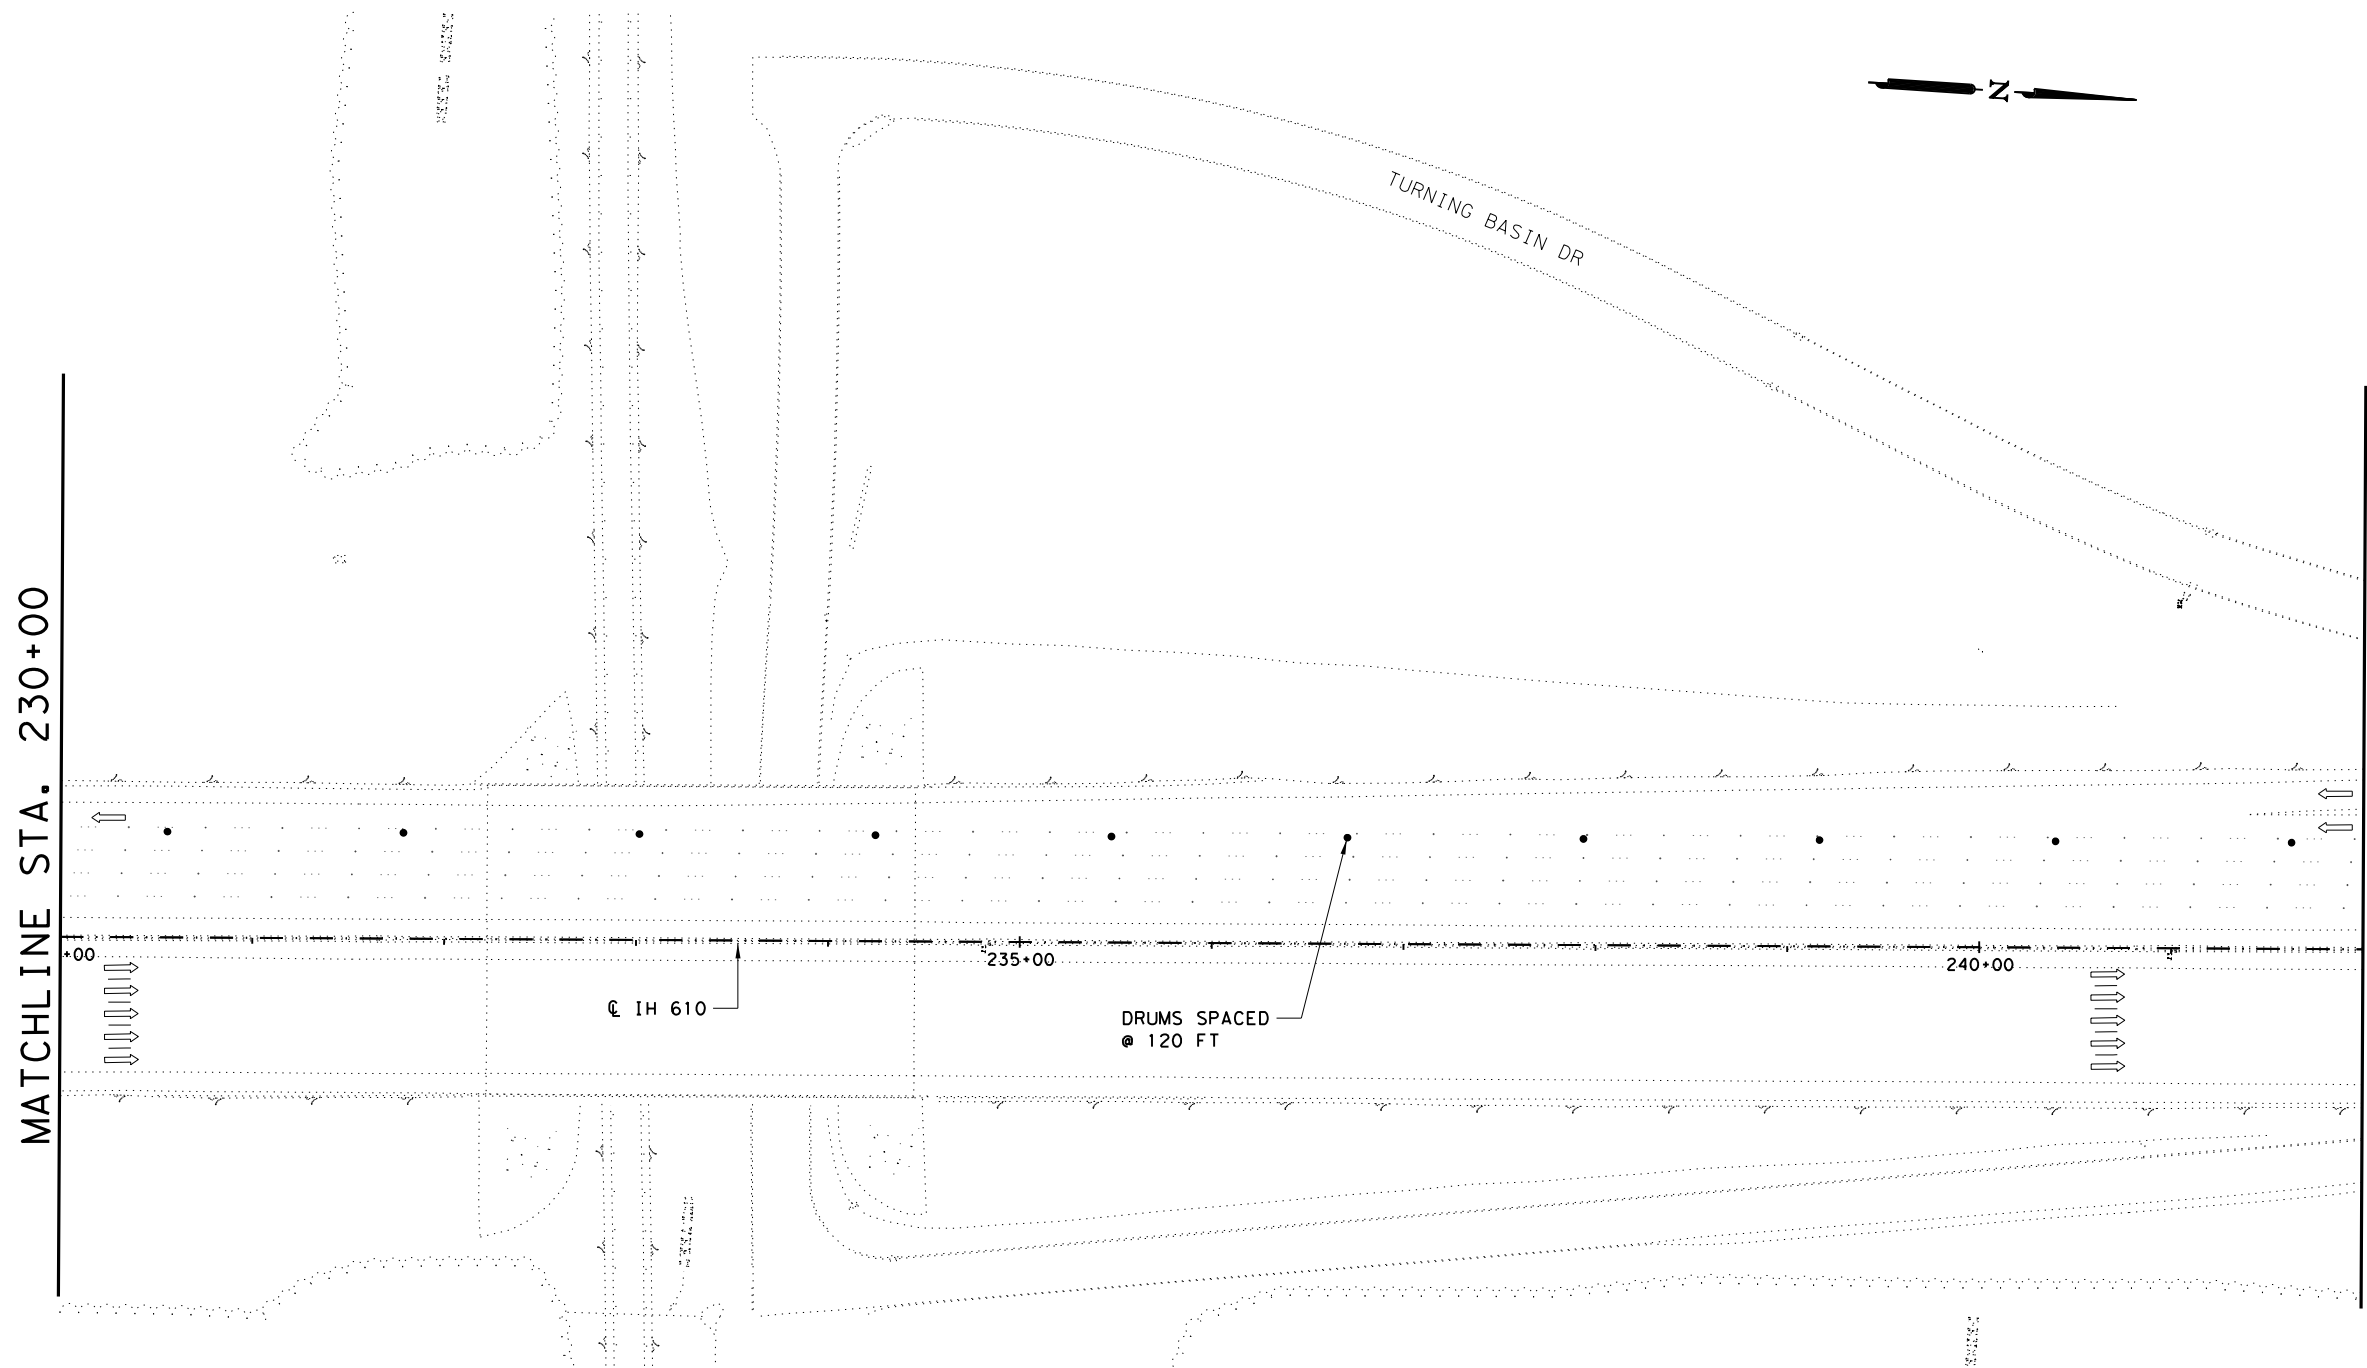 N
TURNING BASIN DR
MATCHLINE STA. 230+00
+00
235+00
240+00
℄ IH 610
DRUMS SPACED
@ 120 FT